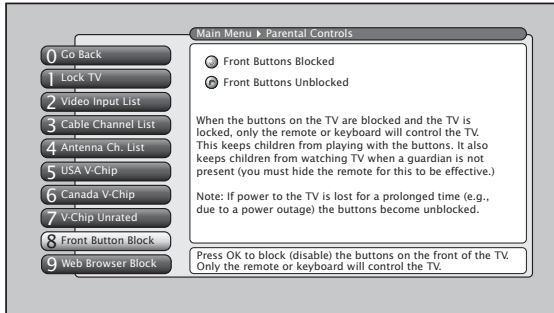 Main Menu ▶ Parental Controls
0 Go Back
1 Lock TV
2 Video Input List
3 Cable Channel List
4 Antenna Ch. List
5 USA V-Chip
6 Canada V-Chip
7 V-Chip Unrated
8 Front Button Block
9 Web Browser Block
Front Buttons Blocked
Front Buttons Unblocked
When the buttons on the TV are blocked and the TV is
locked, only the remote or keyboard will control the TV.
This keeps children from playing with the buttons. It also
keeps children from watching TV when a guardian is not
present (you must hide the remote for this to be effective.)
Note: If power to the TV is lost for a prolonged time (e.g.,
due to a power outage) the buttons become unblocked.
Press OK to block (disable) the buttons on the front of the TV.
Only the remote or keyboard will control the TV.